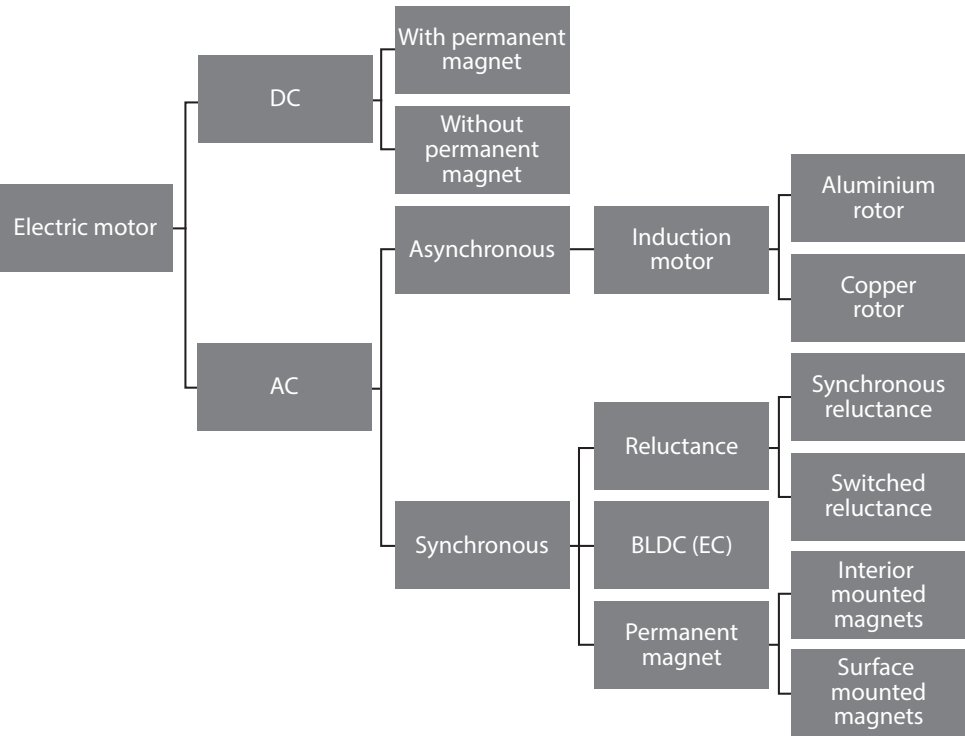 Electric motor
DC
With permanent
magnet
Without
permanent
magnet
AC
Asynchronous
Induction
motor
Aluminium
rotor
Copper
rotor
Synchronous
Reluctance
Synchronous
reluctance
Switched
reluctance
BLDC (EC)
Permanent
magnet
Interior
mounted
magnets
Surface
mounted
magnets